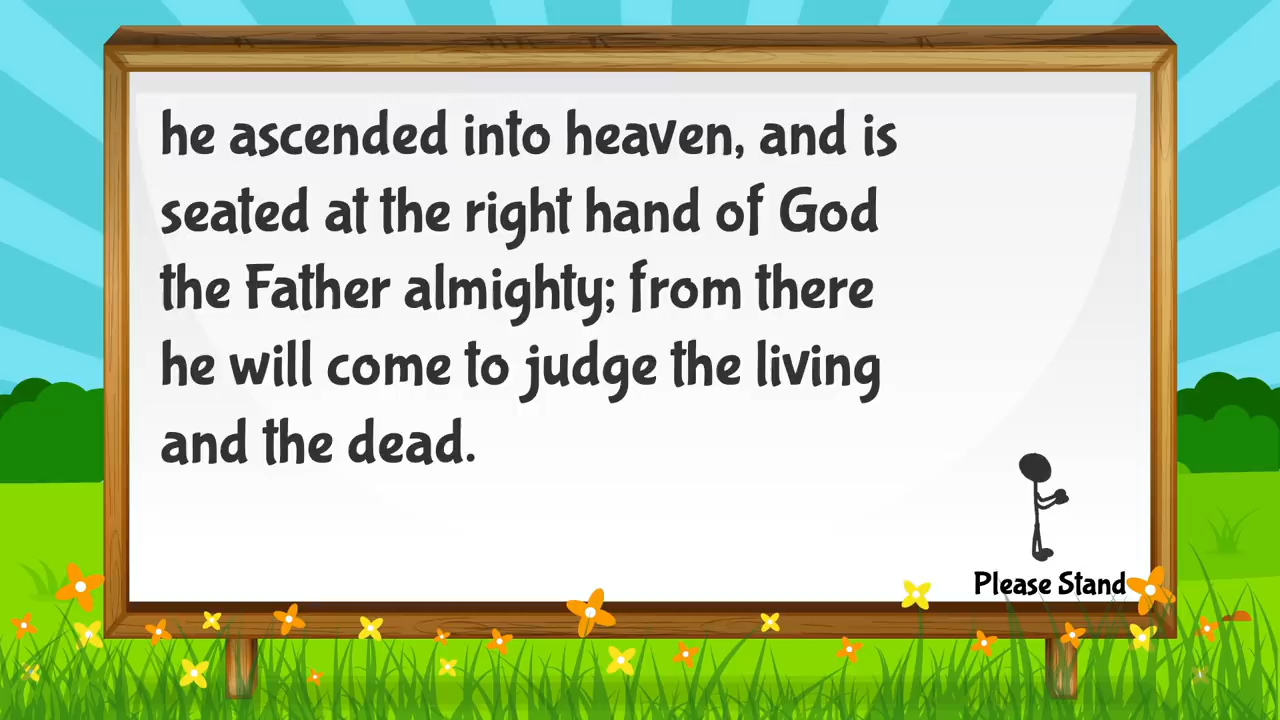 he ascended into heaven, and is
seated at the right hand of God
the Father almighty; from there
he will come to judge the living
and the dead.
Please Stand